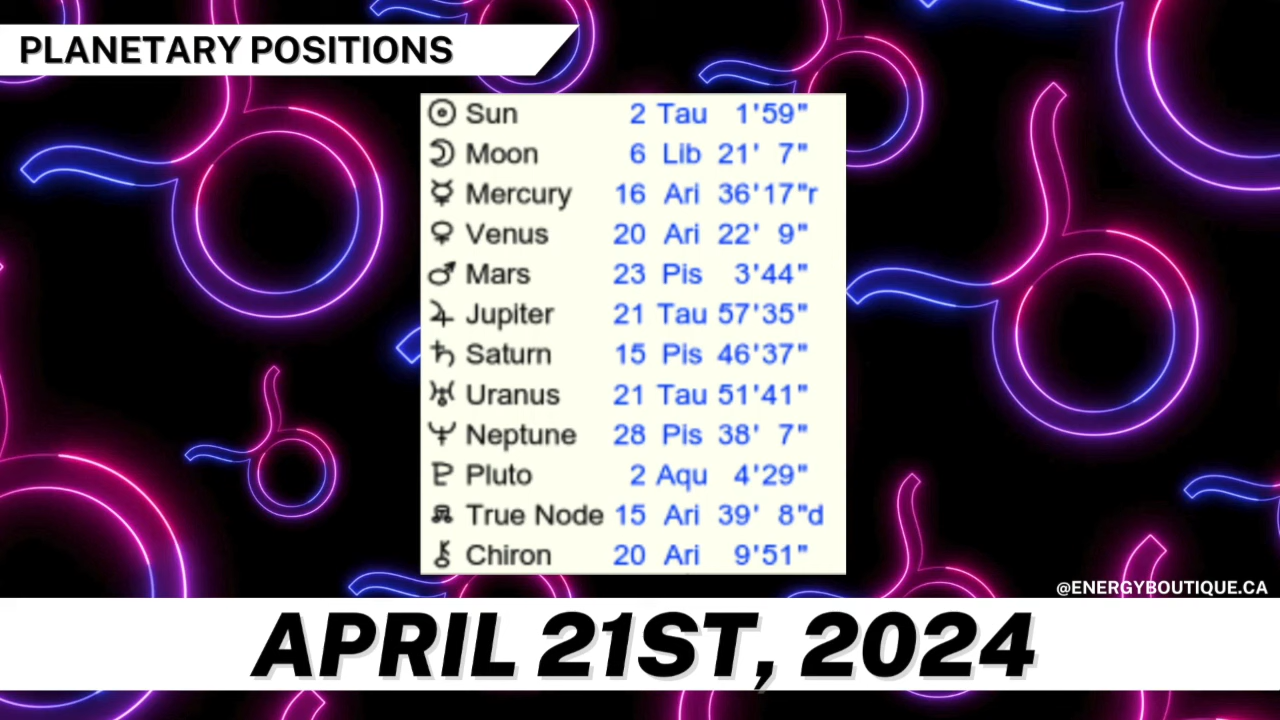 PLANETARY POSITIONS
Sun 2 Tau 1'59"
Moon 6 Lib 21' 7"
Mercury 16 Ari 36'17"r
Venus 20 Ari 22' 9"
Mars 23 Pis 3'44"
Jupiter 21 Tau 57'35"
Saturn 15 Pis 46'37"
Uranus 21 Tau 51'41"
Neptune 28 Pis 38' 7"
Pluto 2 Aqu 4'29"
True Node 15 Ari 39' 8"d
Chiron 20 Ari 9'51"
@ENERGYBOUTIQUE.CA
APRIL 21ST, 2024